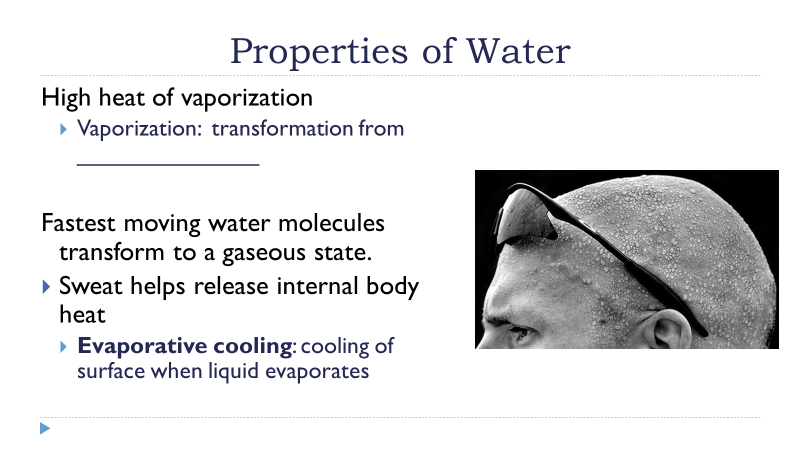 Properties of Water
High heat of vaporization
Vaporization: transformation from
_________________
Fastest moving water molecules
transform to a gaseous state.
Sweat helps release internal body
heat
Evaporative cooling: cooling of
surface when liquid evaporates